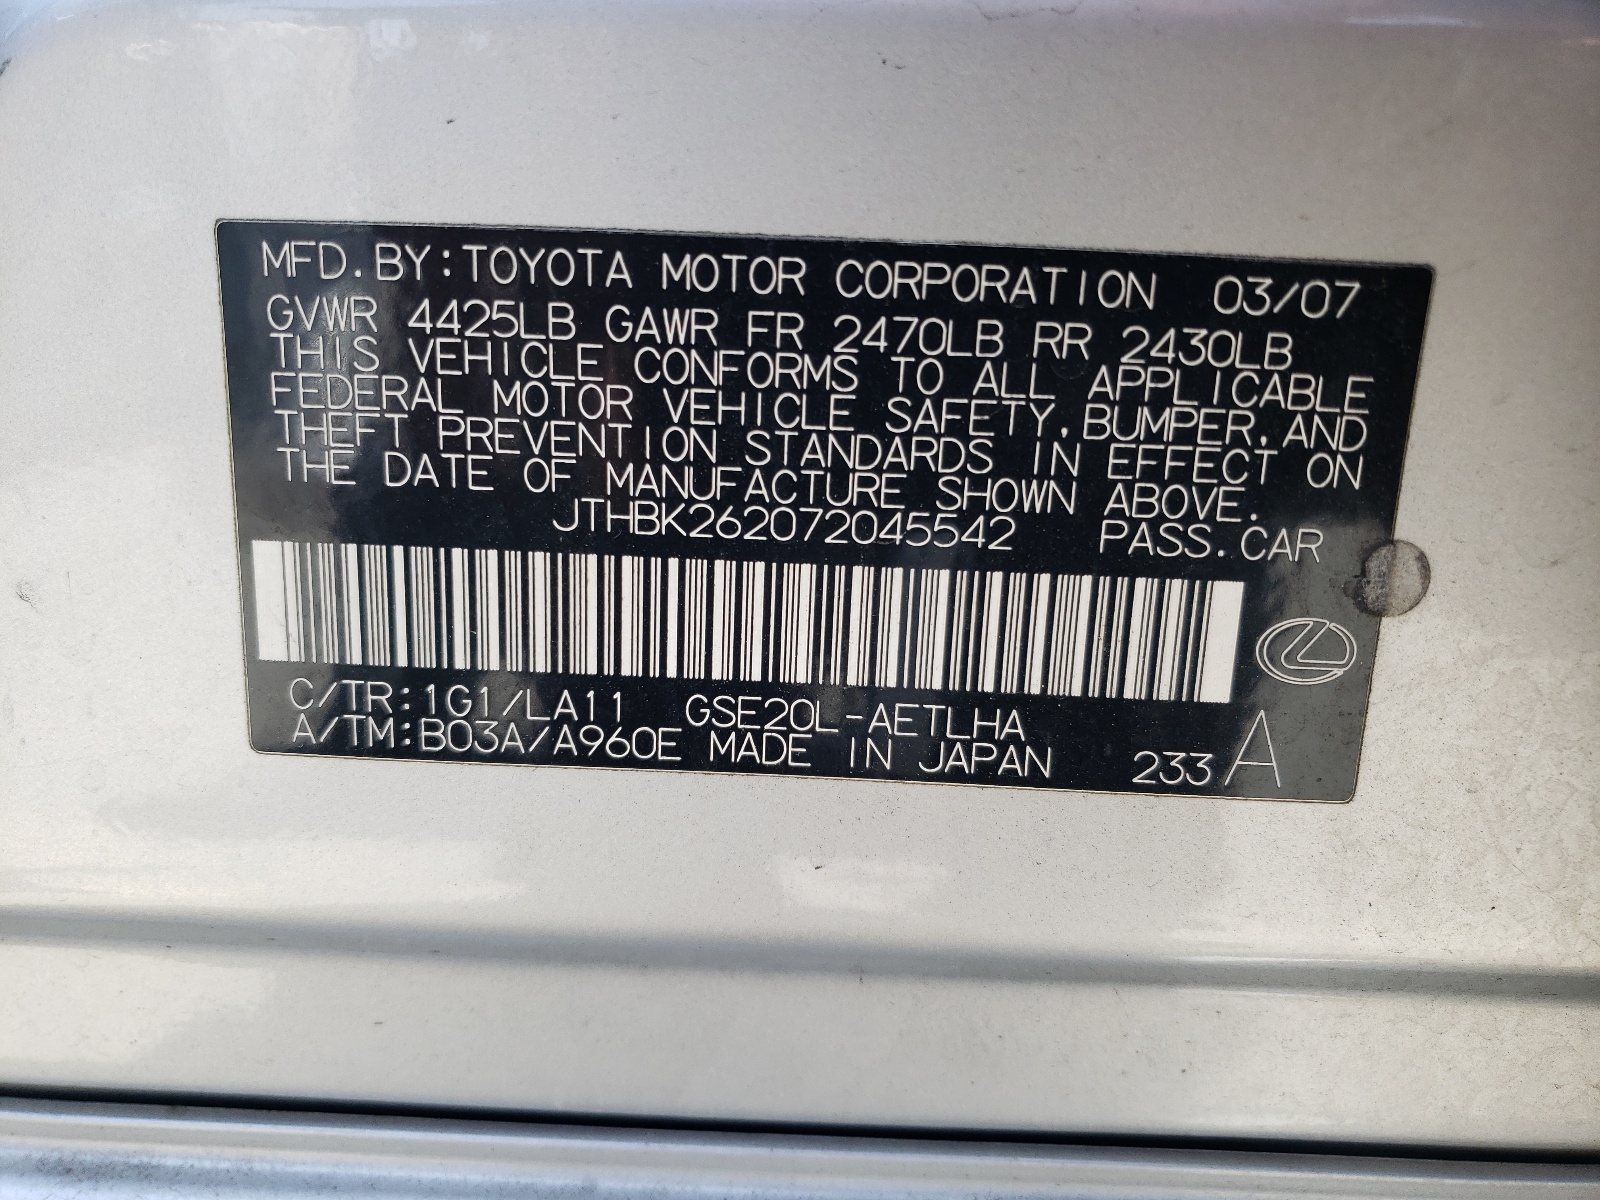 MFD. BY: TOYOTA MOTOR CORPORATION 03/07
GVWR 4425LB GAWR FR 2470LB RR 2430LB
THIS VEHICLE CONFORMS TO ALL APPLICABLE
FEDERAL MOTOR VEHICLE SAFETY, BUMPER, AND
THEFT PREVENTION STANDARDS IN EFFECT ON
THE DATE OF MANUFACTURE SHOWN ABOVE.
JTHBK262072045542 PASS. CAR
C/TR: 1G1/LA11 GSE20L-AETLHA
A/TM: B03A/A960E MADE IN JAPAN 233 A